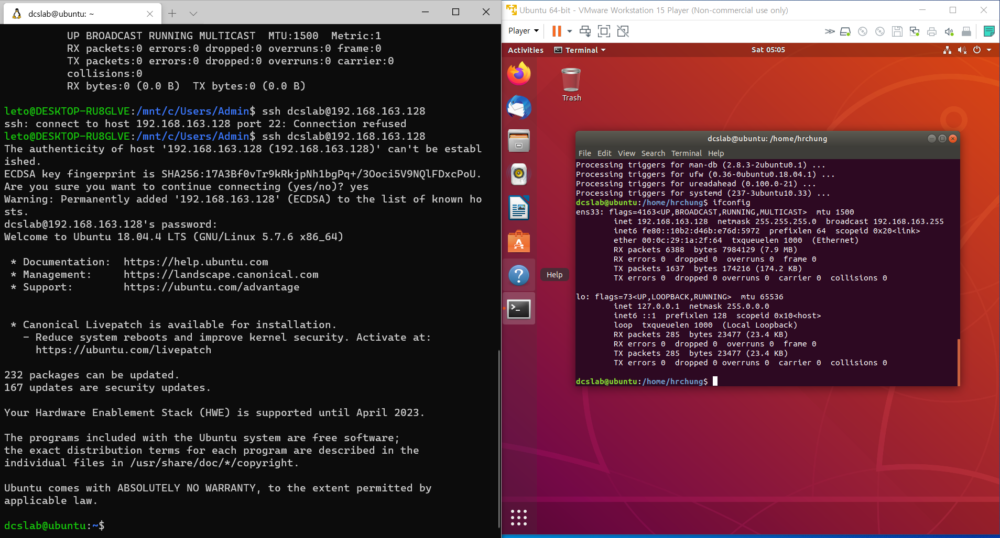 dcslab@ubuntu: ~
UP BROADCAST RUNNING MULTICAST  MTU:1500  Metric:1
RX packets:0 errors:0 dropped:0 overruns:0 frame:0
TX packets:0 errors:0 dropped:0 overruns:0 carrier:0
collisions:0
RX bytes:0 (0.0 B)  TX bytes:0 (0.0 B)
leto@DESKTOP-RU8GLVE:/mnt/c/Users/Admin$ ssh dcslab@192.168.163.128
ssh: connect to host 192.168.163.128 port 22: Connection refused
leto@DESKTOP-RU8GLVE:/mnt/c/Users/Admin$ ssh dcslab@192.168.163.128
The authenticity of host '192.168.163.128 (192.168.163.128)' can't be establ
ished.
ECDSA key fingerprint is SHA256:17A3Bf0vTr9kRkjpNh1bgPq+/3Ooci5V9NQlFDxcPoU.
Are you sure you want to continue connecting (yes/no)? yes
Warning: Permanently added '192.168.163.128' (ECDSA) to the list of known ho
sts.
dcslab@192.168.163.128's password:
Welcome to Ubuntu 18.04.4 LTS (GNU/Linux 5.7.6 x86_64)
* Documentation:  https://help.ubuntu.com
* Management:     https://landscape.canonical.com
* Support:        https://ubuntu.com/advantage
* Canonical Livepatch is available for installation.
- Reduce system reboots and improve kernel security. Activate at:
https://ubuntu.com/livepatch
232 packages can be updated.
167 updates are security updates.
Your Hardware Enablement Stack (HWE) is supported until April 2023.
The programs included with the Ubuntu system are free software;
the exact distribution terms for each program are described in the
individual files in /usr/share/doc/*/copyright.
Ubuntu comes with ABSOLUTELY NO WARRANTY, to the extent permitted by
applicable law.
dcslab@ubuntu:~$
Ubuntu 64-bit - VMware Workstation 15 Player (Non-commercial use only)
Player
Activities Terminal Sat 05:05
Trash
Help
dcslab@ubuntu: /home/hrchung
File Edit View Search Terminal Help
Processing triggers for man-db (2.8.3-2ubuntu0.1) ...
Processing triggers for ufw (0.36-0ubuntu0.18.04.1) ...
Processing triggers for ureadahead (0.100.0-21) ...
Processing triggers for systemd (237-3ubuntu10.33) ...
dcslab@ubuntu:/home/hrchung$ ifconfig
ens33: flags=4163<UP,BROADCAST,RUNNING,MULTICAST>  mtu 1500
inet 192.168.163.128  netmask 255.255.255.0  broadcast 192.168.163.255
inet6 fe80::10b2:d46b:e76d:5972  prefixlen 64  scopeid 0x20<link>
ether 00:0c:29:1a:2f:64  txqueuelen 1000  (Ethernet)
RX packets 6388  bytes 7984129 (7.9 MB)
RX errors 0  dropped 0  overruns 0  frame 0
TX packets 1637  bytes 174216 (174.2 KB)
TX errors 0  dropped 0 overruns 0  carrier 0  collisions 0
lo: flags=73<UP,LOOPBACK,RUNNING>  mtu 65536
inet 127.0.0.1  netmask 255.0.0.0
inet6 ::1  prefixlen 128  scopeid 0x10<host>
loop  txqueuelen 1000  (Local Loopback)
RX packets 285  bytes 23477 (23.4 KB)
RX errors 0  dropped 0  overruns 0  frame 0
TX packets 285  bytes 23477 (23.4 KB)
TX errors 0  dropped 0 overruns 0  carrier 0  collisions 0
dcslab@ubuntu:/home/hrchung$